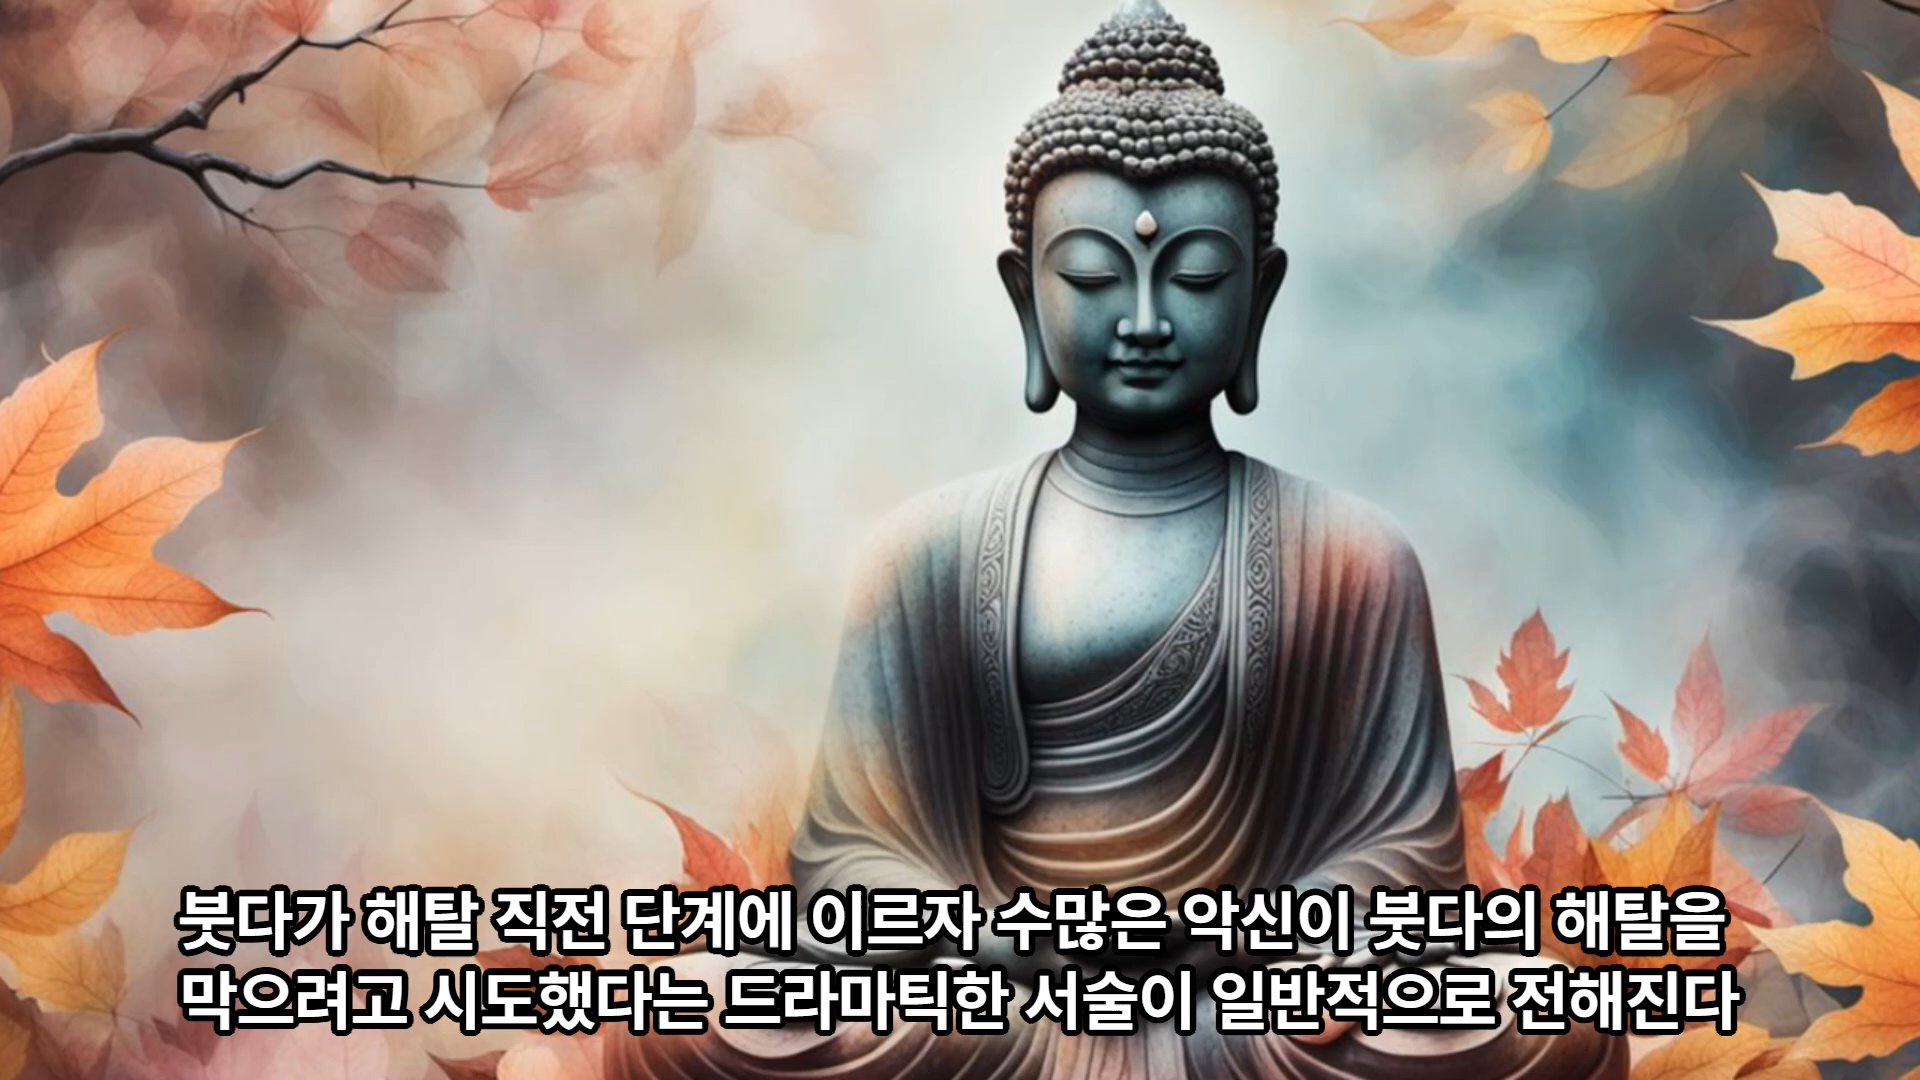 붓다가 해탈 직전 단계에 이르자 수많은 악신이 붓다의 해탈을
막으려고 시도했다는 드라마틱한 서술이 일반적으로 전해진다